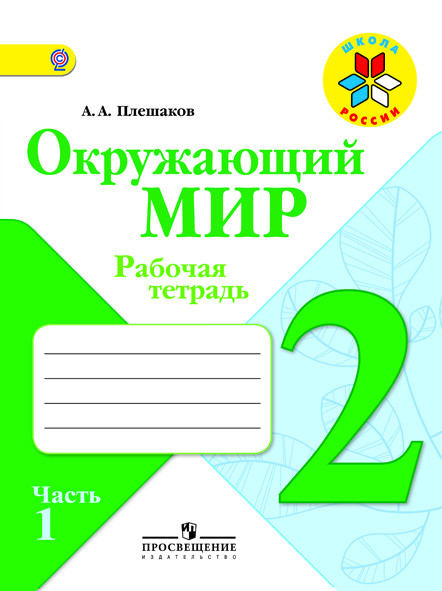 ШКОЛА
РОССИИ
А. А. Плешаков
Окружающий
МИР
Рабочая
тетрадь
2
Часть
1
ПРОСВЕЩЕНИЕ
ИЗДАТЕЛЬСТВО